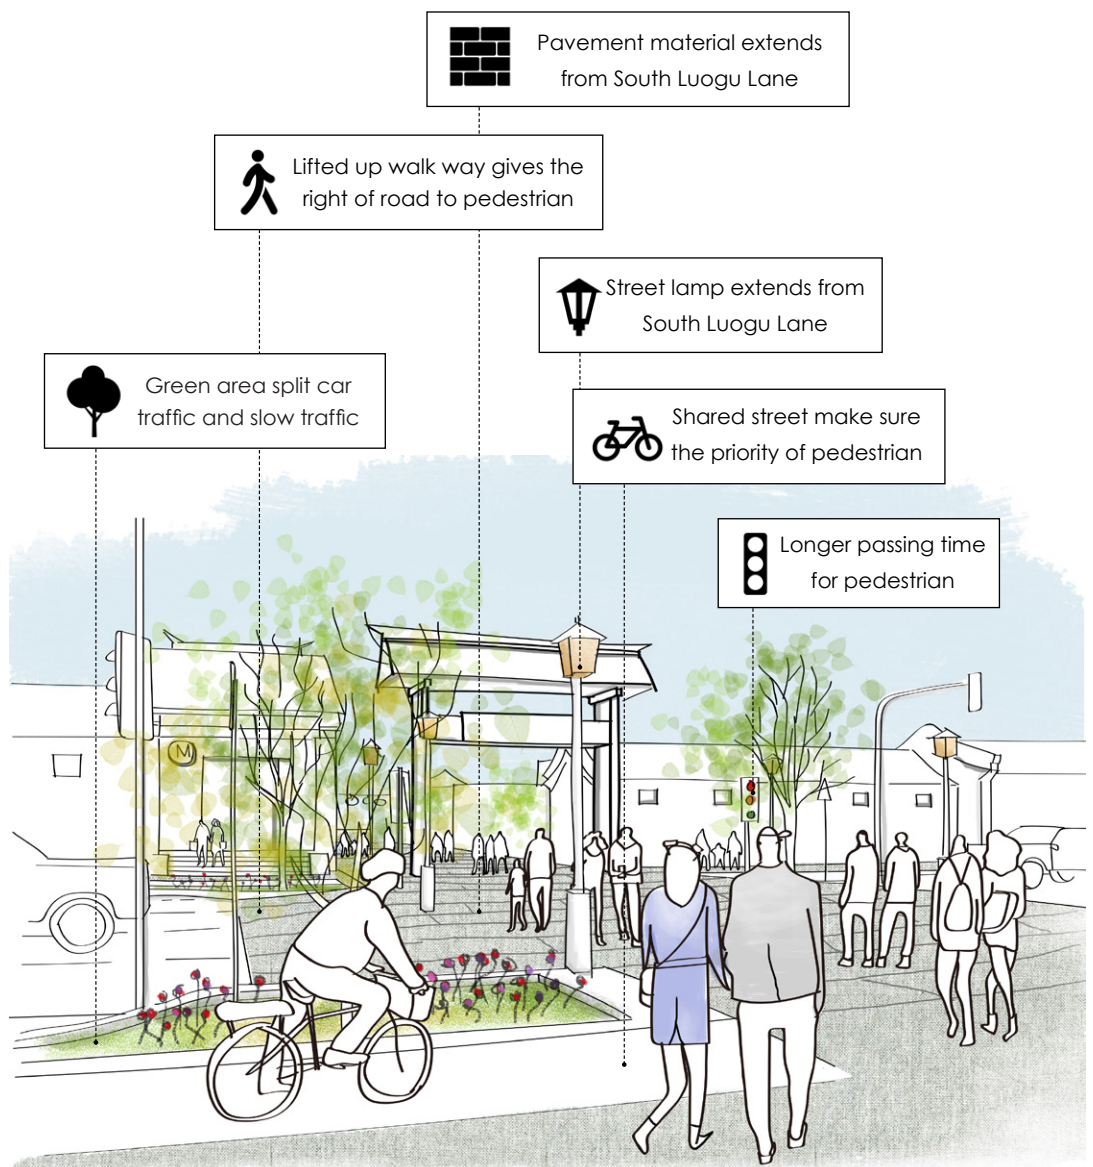 Pavement material extends
from South Luogu Lane
Lifted up walk way gives the
right of road to pedestrian
Street lamp extends from
South Luogu Lane
Green area split car
traffic and slow traffic
Shared street make sure
the priority of pedestrian
Longer passing time
for pedestrian
M